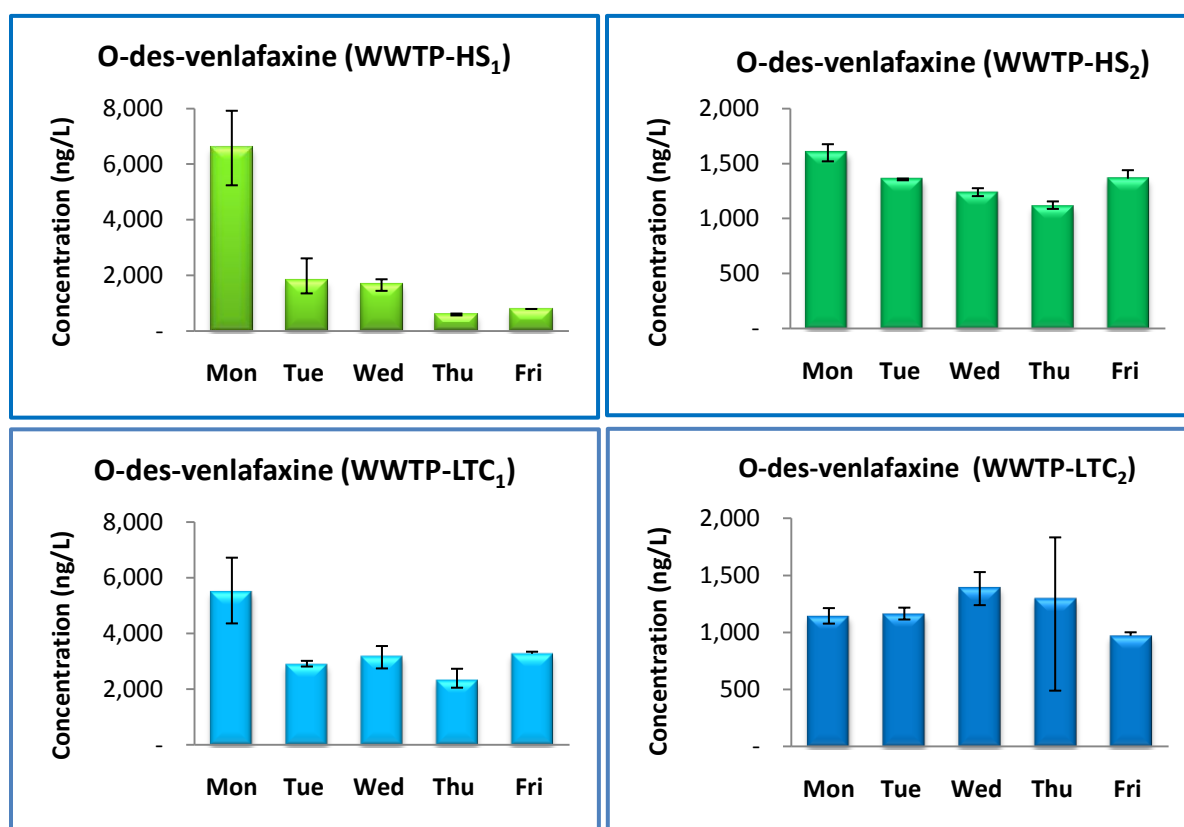 O-des-venlafaxine (WWTP-HS₁)
Concentration (ng/L)
8,000
6,000
4,000
2,000
-
Mon Tue Wed Thu Fri
O-des-venlafaxine (WWTP-HS₂)
Concentration (ng/L)
2,000
1,500
1,000
500
-
Mon Tue Wed Thu Fri
O-des-venlafaxine (WWTP-LTC₁)
Concentration (ng/L)
8,000
6,000
4,000
2,000
-
Mon Tue Wed Thu Fri
O-des-venlafaxine (WWTP-LTC₂)
Concentration (ng/L)
2,000
1,500
1,000
500
-
Mon Tue Wed Thu Fri